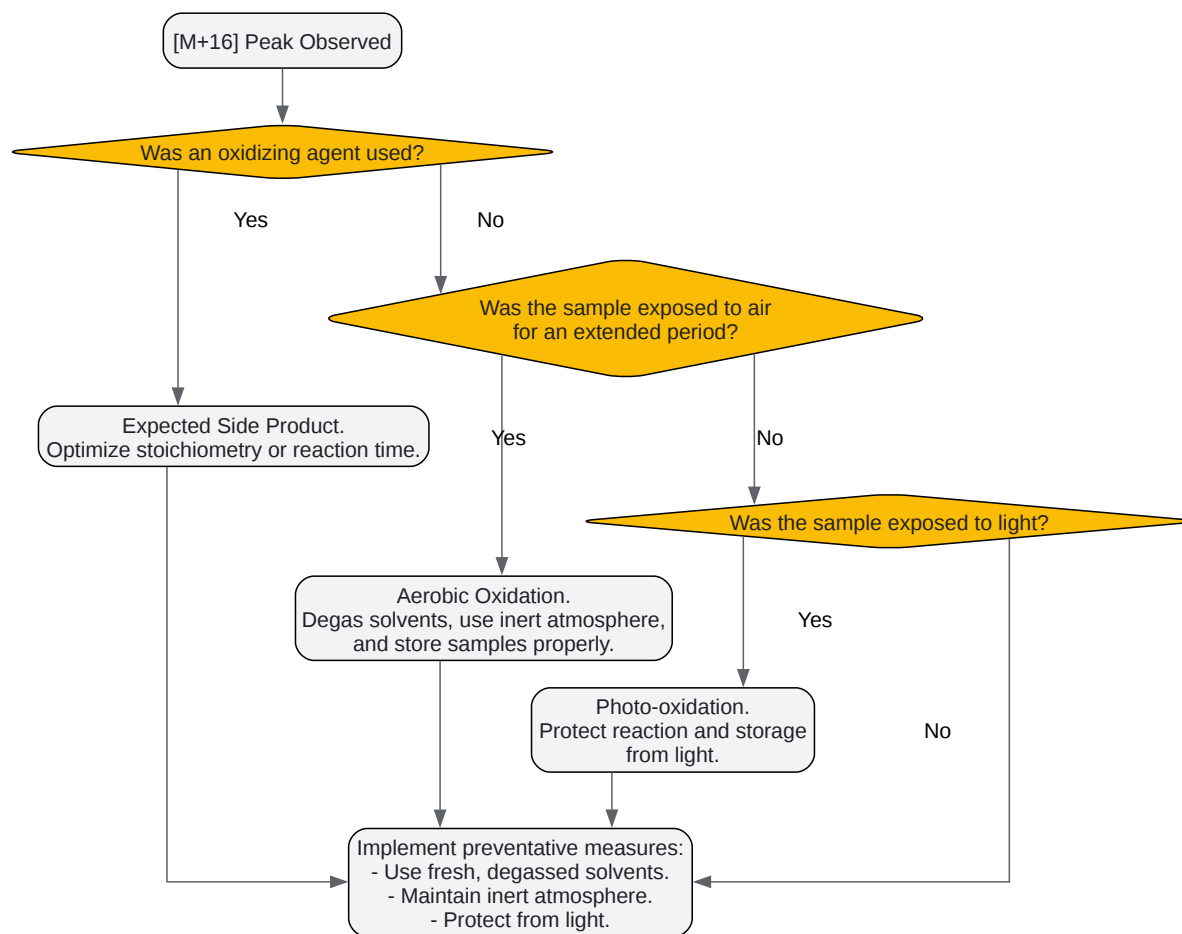 [M+16] Peak Observed
Was an oxidizing agent used?
Yes
No
Was the sample exposed to air
for an extended period?
Expected Side Product.
Optimize stoichiometry or reaction time.
Yes
No
Was the sample exposed to light?
Aerobic Oxidation.
Degas solvents, use inert atmosphere,
and store samples properly.
Yes
Photo-oxidation.
Protect reaction and storage
from light.
No
Implement preventative measures:
- Use fresh, degassed solvents.
- Maintain inert atmosphere.
- Protect from light.